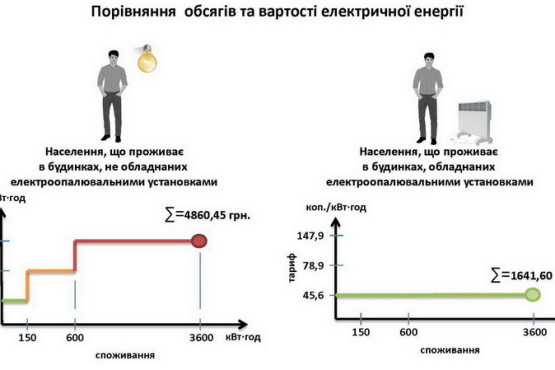 Порівняння обсягів та вартості електричної енергії
Населення, що проживає
в будинках, не обладнаних
електроопалювальними установками
Вт·год
∑=4860,45 грн.
150
600
3600
кВт·год
споживання
Населення, що проживає
в будинках, обладнаних
електроопалювальними установками
коп./кВт·год
147,9
78,9
45,6
тариф
∑=1641,60
150
600
3600
споживання